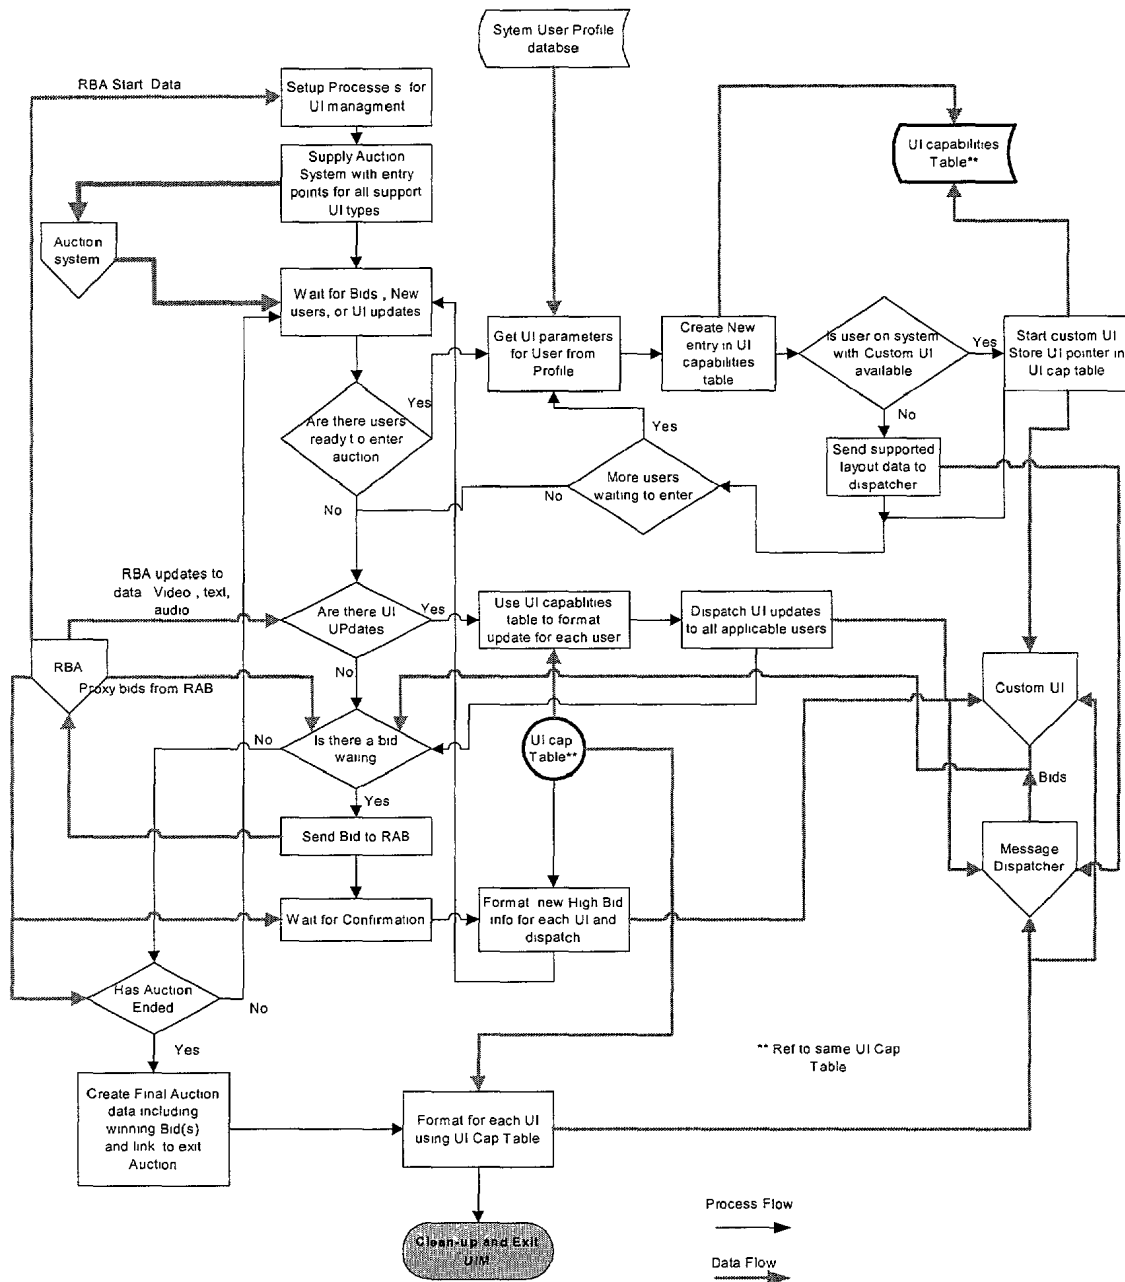 Sytem User Profile
databse
RBA Start Data
Setup Processe s for
UI managment
UI capabilities
Table**
Supply Auction
System with entry
points for all support
UI types
Auction
system
Wait for Bids , New
users, or UI updates
Get UI parameters
for User from
Profile
Create New
entry in UI
capabilities
table
Is user on system
with Custom UI
available
Yes
Start custom UI
Store UI pointer in
UI cap table
Yes
No
Are there users
ready to enter
auction
Yes
Send supported
layout data to
dispatcher
More users
waiting to enter
No
No
RBA updates to
data Video , text,
audio
Are there UI
UPdates
Yes
Use UI capablities
table to format
update for each user
Dispatch UI updates
to all applicable users
RBA
No
Proxy bids from RAB
Custom UI
Is there a bid
waiing
No
UI cap
Table**
Bids
Yes
Send Bid to RAB
Message
Dispatcher
Wait for Confirmation
Format new High Bid
info for each UI and
dispatch
Has Auction
Ended
No
Yes
** Ref to same UI Cap
Table
Create Final Auction
data including
winning Bid(s)
and link to exit
Auction
Format for each UI
using UI Cap Table
Process Flow
Clean-up and Exit
UIM
Data Flow